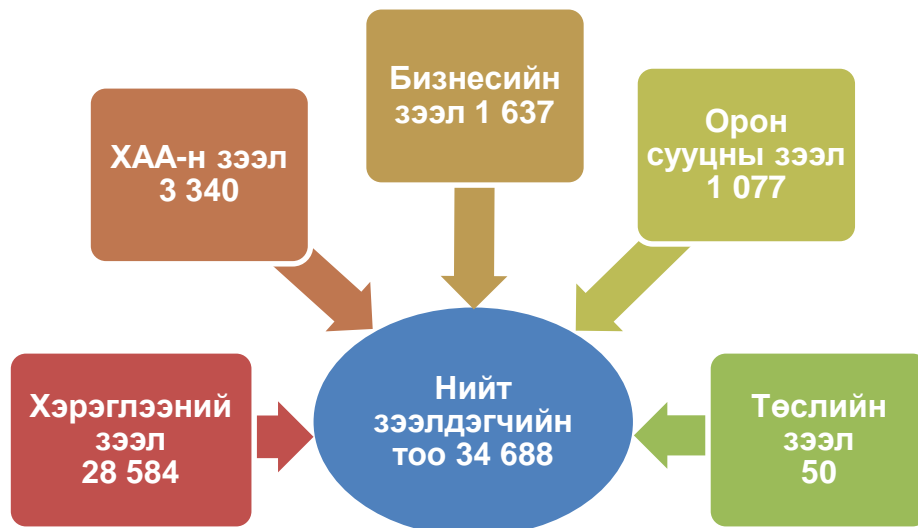 Бизнесийн
зээл 1 637
ХАА-н зээл
3 340
Орон
сууцны зээл
1 077
Хэрэглээний
зээл
28 584
Нийт
зээлдэгчийн
тоо 34 688
Төслийн
зээл
50